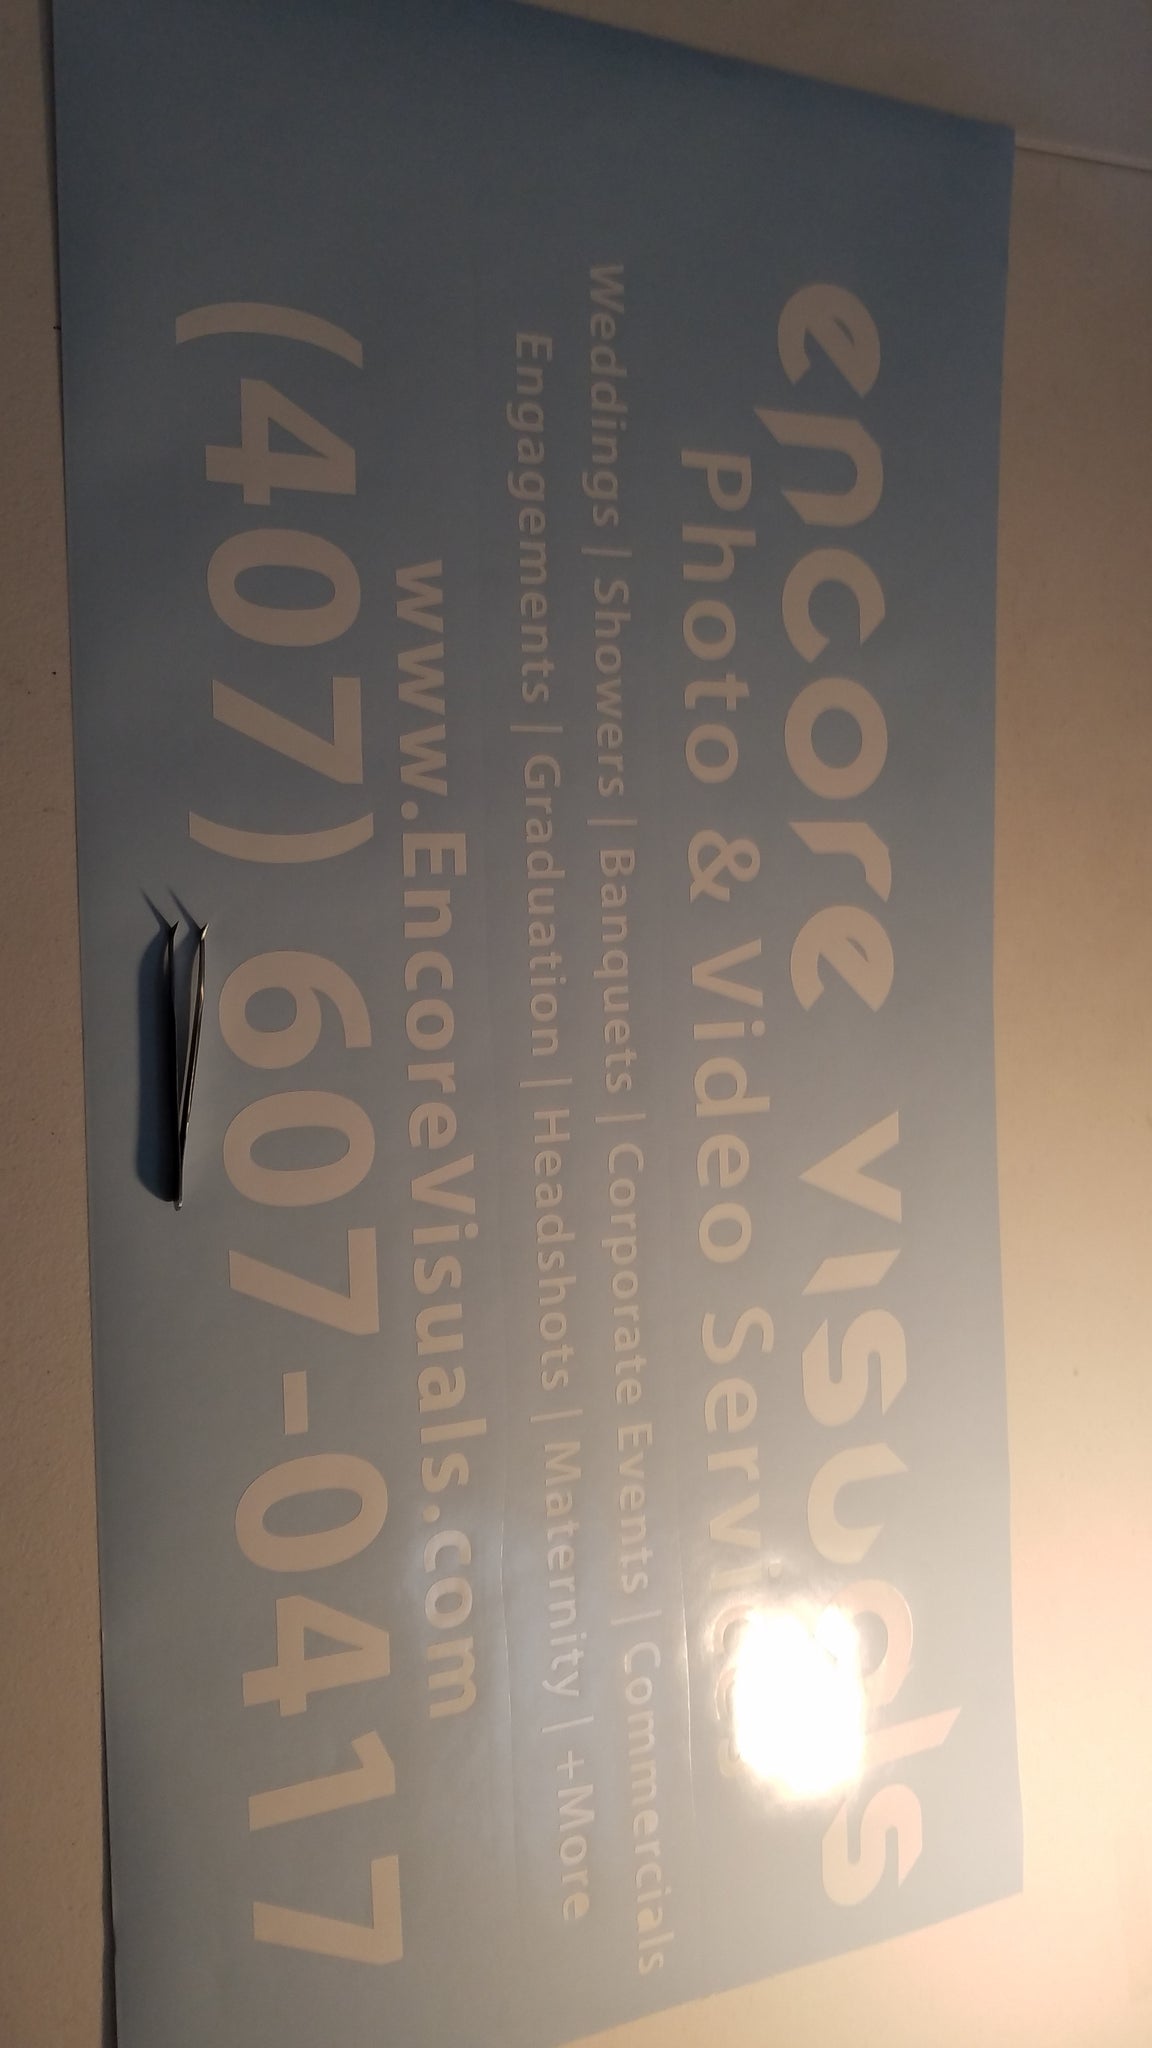 encore visuals
Photo & Video Services
Weddings | Showers | Banquets | Corporate Events | Commercials
Engagements | Graduation | Headshots | Maternity | +More
www.EncoreVisuals.com
(407) 607-0417